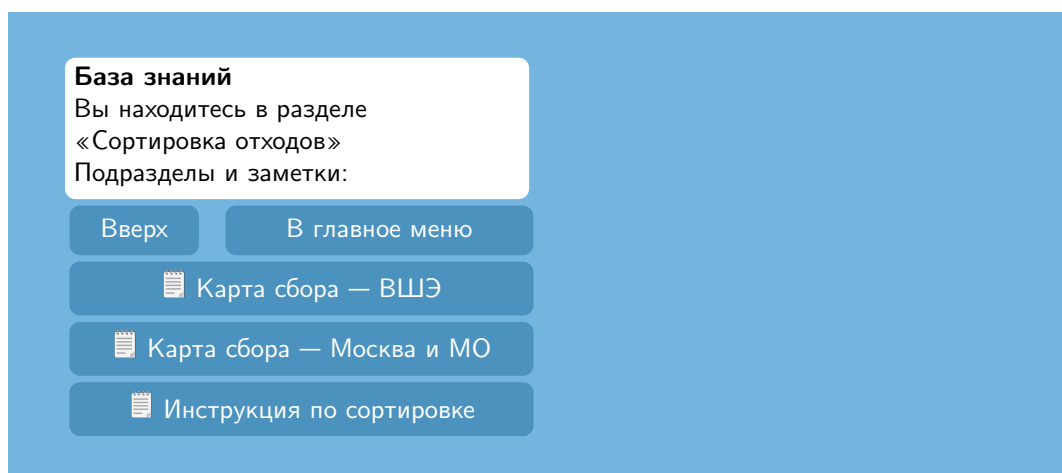 База знаний
Вы находитесь в разделе
«Сортировка отходов»
Подразделы и заметки:
Вверх
В главное меню
Карта сбора — ВШЭ
Карта сбора — Москва и МО
Инструкция по сортировке